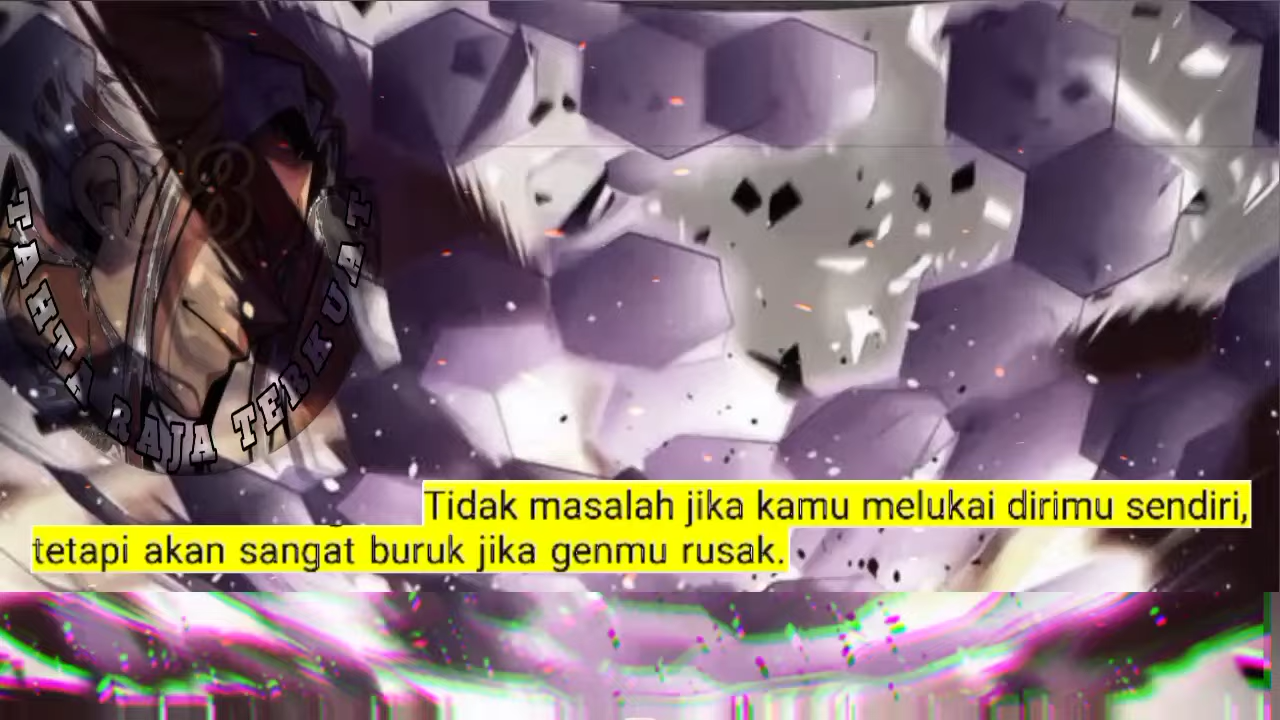 TAHTA RAJA TERKUAT
Tidak masalah jika kamu melukai dirimu sendiri,
tetapi akan sangat buruk jika genmu rusak.